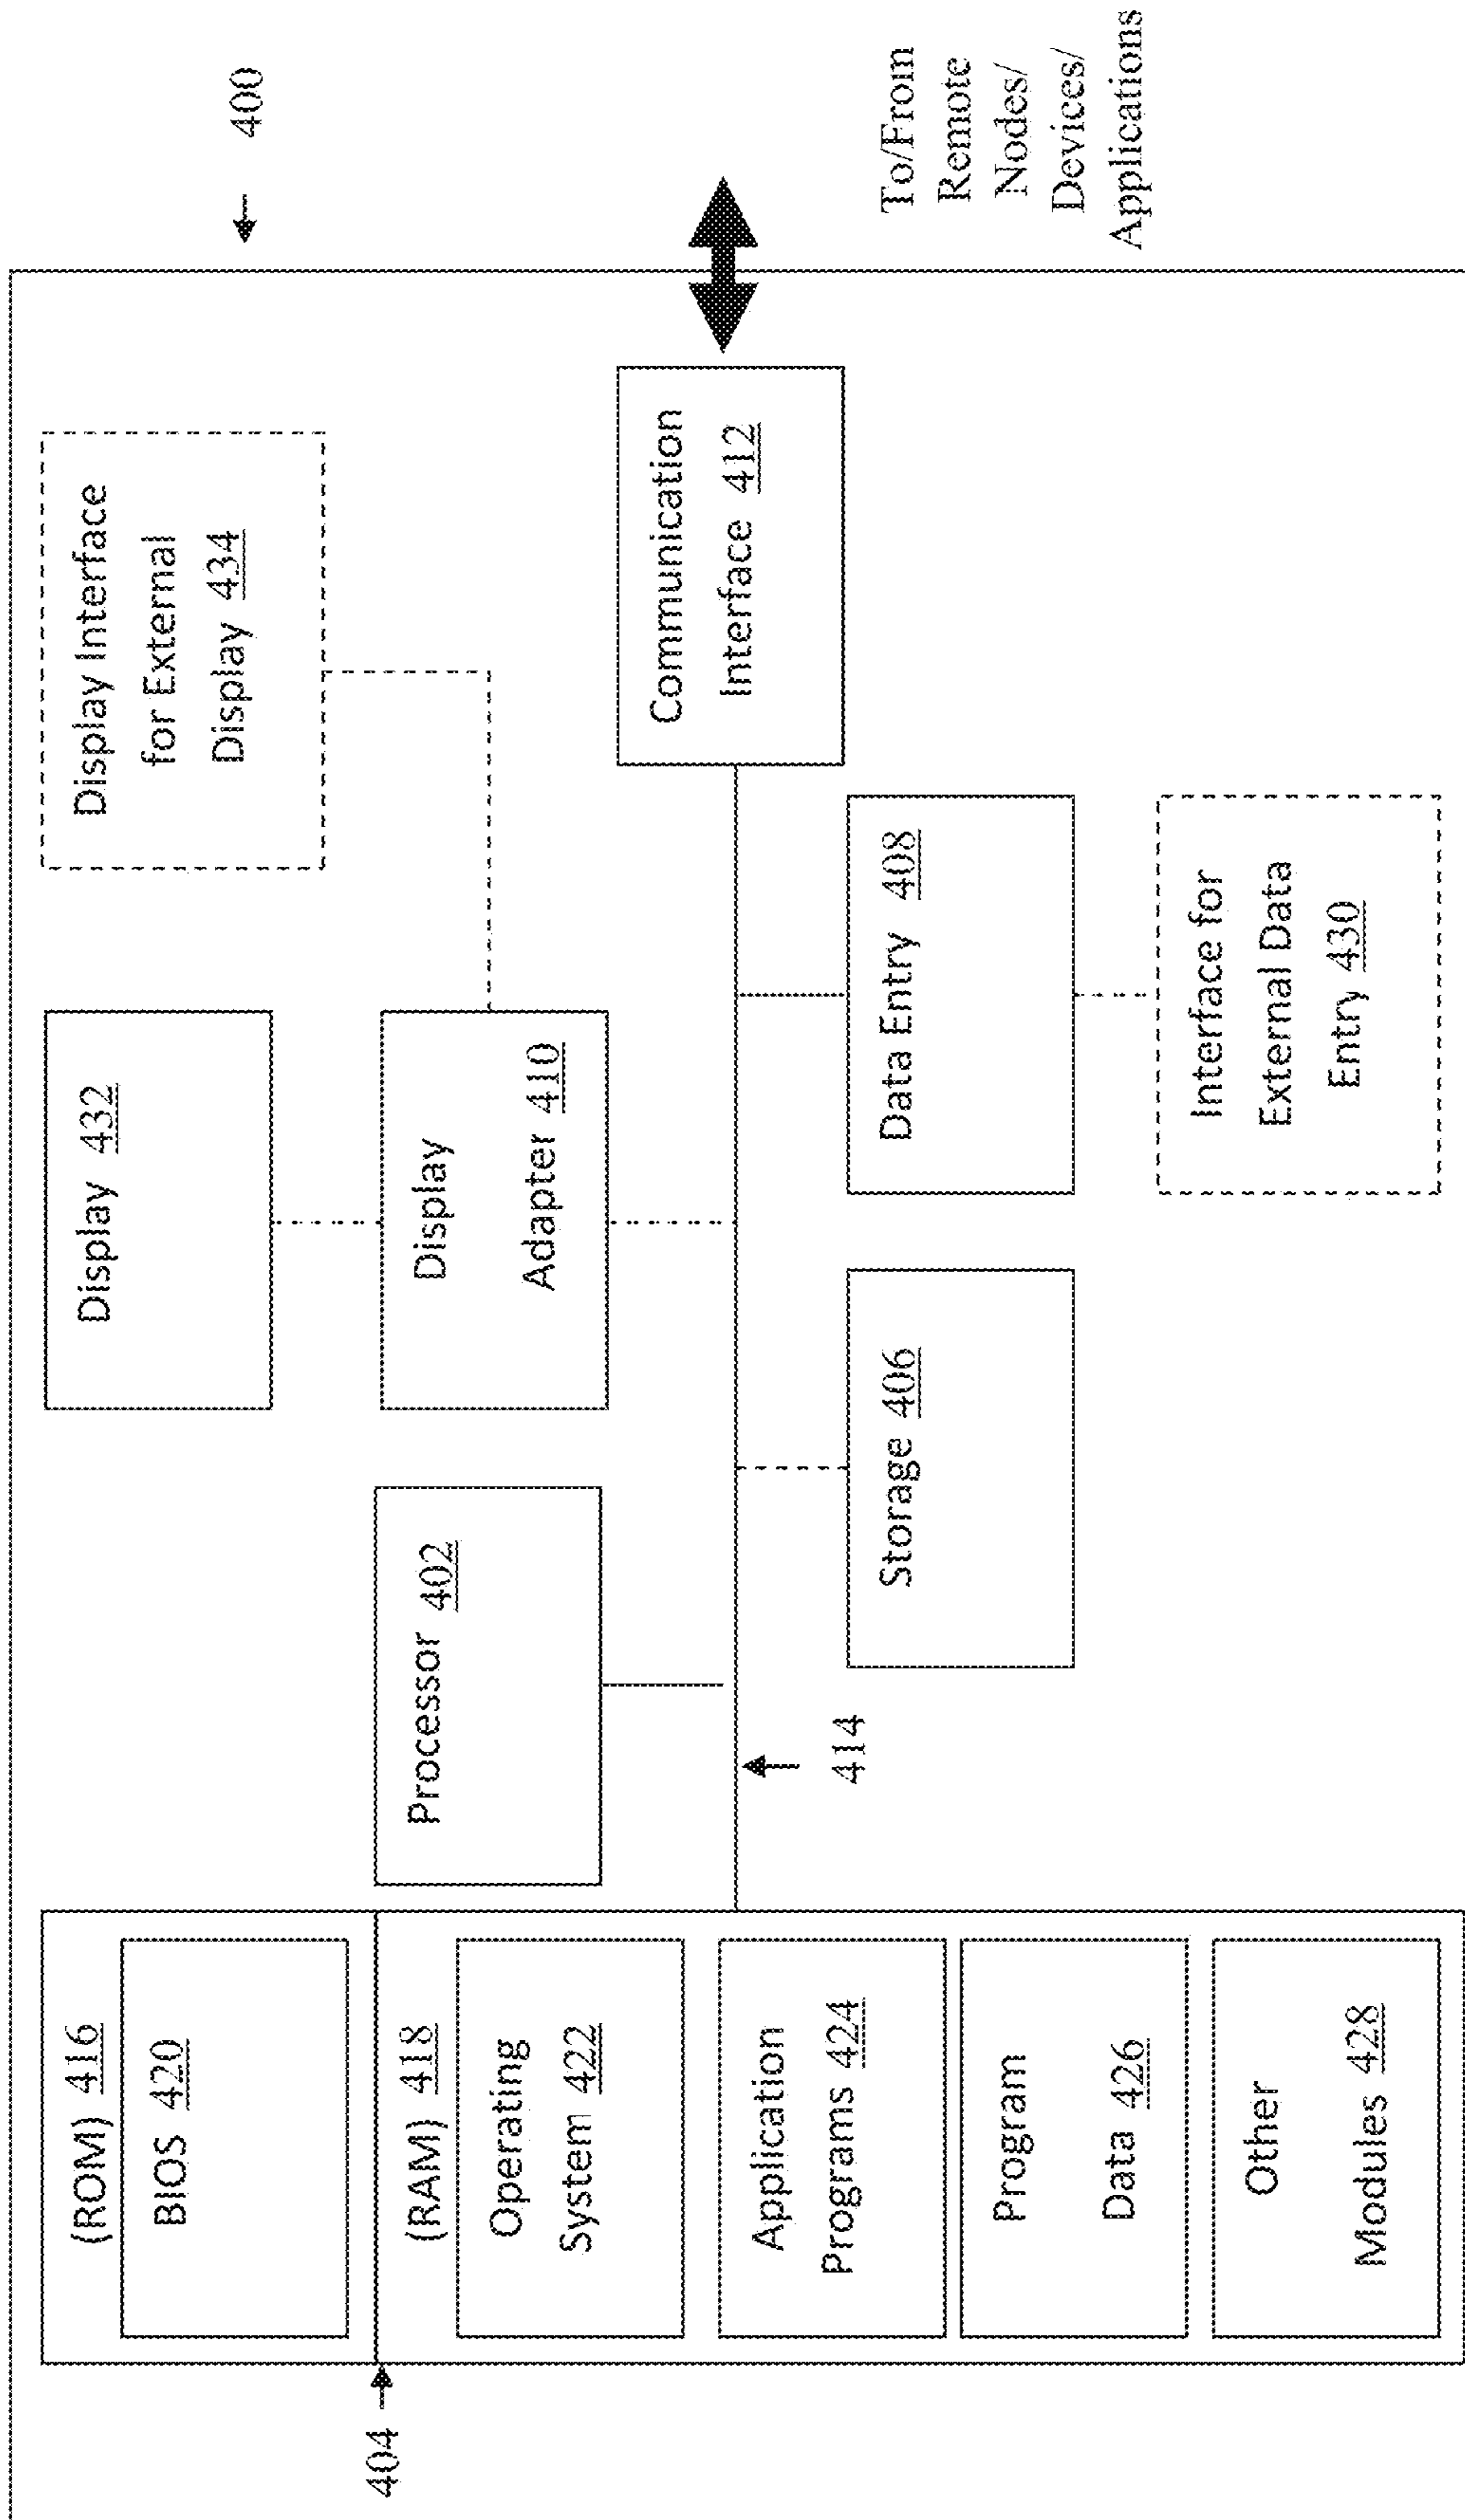 400
(ROM) 416
BIOS 420
404
(RAM) 418
Operating
System 422
Application
Programs 424
Program
Data 426
Other
Modules 428
Processor 402
414
Display 432
Display
Adapter 410
Display Interface
for External
Display 434
Storage 406
Data Entry 408
Interface for
External Data
Entry 430
Communication
Interface 412
To/From
Remote
Nodes/
Devices/
Applications